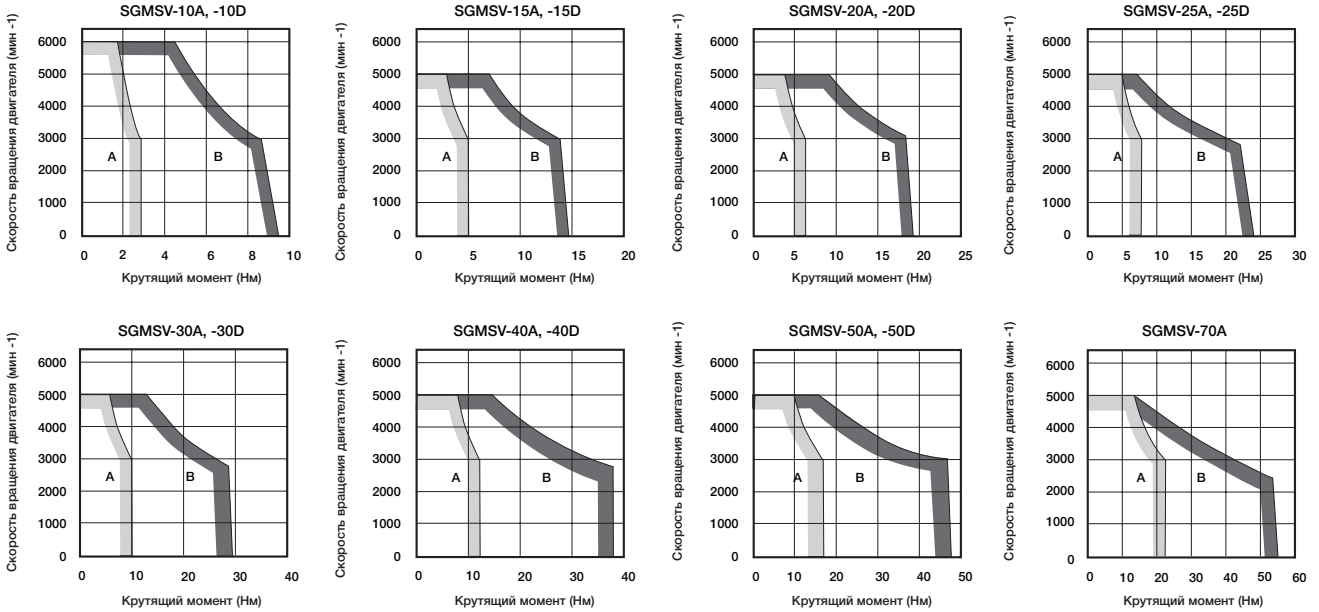 SGMSV-10A, -10D
Скорость вращения двигателя (мин -1)
6000
5000
4000
3000
2000
1000
0
A
B
0 2 4 6 8 10
Крутящий момент (Нм)
SGMSV-15A, -15D
Скорость вращения двигателя (мин -1)
6000
5000
4000
3000
2000
1000
0
A
B
0 5 10 15 20
Крутящий момент (Нм)
SGMSV-20A, -20D
Скорость вращения двигателя (мин -1)
6000
5000
4000
3000
2000
1000
0
A
B
0 5 10 15 20 25
Крутящий момент (Нм)
SGMSV-25A, -25D
Скорость вращения двигателя (мин -1)
6000
5000
4000
3000
2000
1000
0
A
B
0 5 10 15 20 25 30
Крутящий момент (Нм)
SGMSV-30A, -30D
Скорость вращения двигателя (мин -1)
6000
5000
4000
3000
2000
1000
0
A
B
0 10 20 30 40
Крутящий момент (Нм)
SGMSV-40A, -40D
Скорость вращения двигателя (мин -1)
6000
5000
4000
3000
2000
1000
0
A
B
0 10 20 30 40
Крутящий момент (Нм)
SGMSV-50A, -50D
Скорость вращения двигателя (мин -1)
6000
5000
4000
3000
2000
1000
0
A
B
0 10 20 30 40 50
Крутящий момент (Нм)
SGMSV-70A
Скорость вращения двигателя (мин -1)
6000
5000
4000
3000
2000
1000
0
A
B
0 10 20 30 40 50 60
Крутящий момент (Нм)